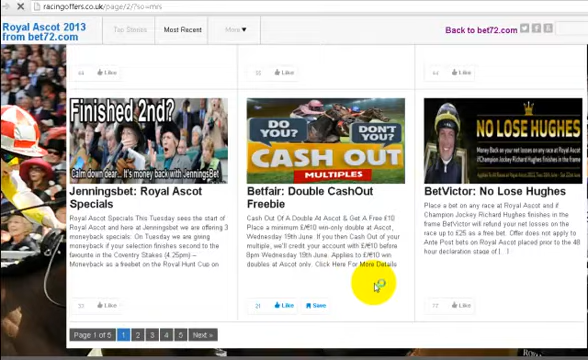 racingoffers.co.uk/page/2/?so=mrs
Royal Ascot 2013
from bet72.com
Top Stories
Most Recent
More
Back to bet72.com
Like
Like
44
Like
Finished 2nd?
Calm down dear... It's money back with JenningsBet
DO YOU?
DON'T YOU?
CASH OUT
MULTIPLES
NO LOSE HUGHES
Jenningsbet: Royal Ascot
Specials
Royal Ascot Specials This Tuesday sees the start of
Royal Ascot and here at Jenningsbet we are offering 3
moneyback specials: - On Tuesday we are giving
moneyback if your selection finishes second to the
favourite in the Coventry Stakes (4.25pm) –
Moneyback as a freebet on the Royal Hunt Cup on
Betfair: Double CashOut
Freebie
Cash Out Of A Double At Ascot & Get A Free £10
Place a minimum £/€10 win-only double at Ascot,
Wednesday 19th June. If you then Cash Out of your
multiple, we'll credit your account with £/€10 before
8pm Wednesday 19th June. Applies to £/€10 win
doubles at Ascot only. Click Here For More Details
BetVictor: No Lose Hughes
Place a bet on any race at Royal Ascot and if
Champion Jockey Richard Hughes finishes in the
frame BetVictor will refund your net losses on the
race up to £25 as a free bet. Offer does not apply to
Ante Post bets on Royal Ascot placed prior to the 48
hour declaration stage of [...]
Like
21
Like
Save
77
Like
Page 1 of 5
1
2
3
4
5
Next »